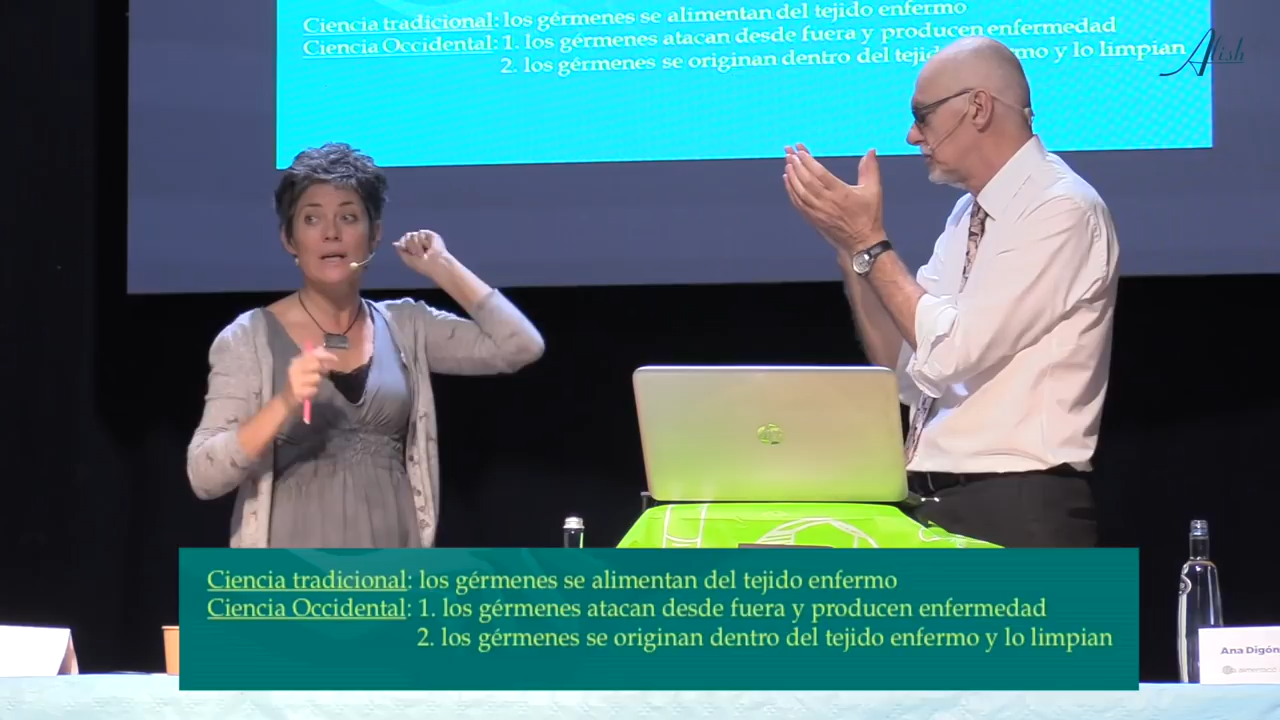 Ciencia tradicional: los gérmenes se alimentan del tejido enfermo
Ciencia Occidental: 1. los gérmenes atacan desde fuera y producen enfermedad
2. los gérmenes se originan dentro del tejido enfermo y lo limpian
Alish
hp
Ciencia tradicional: los gérmenes se alimentan del tejido enfermo
Ciencia Occidental: 1. los gérmenes atacan desde fuera y producen enfermedad
2. los gérmenes se originan dentro del tejido enfermo y lo limpian
Ana Digón